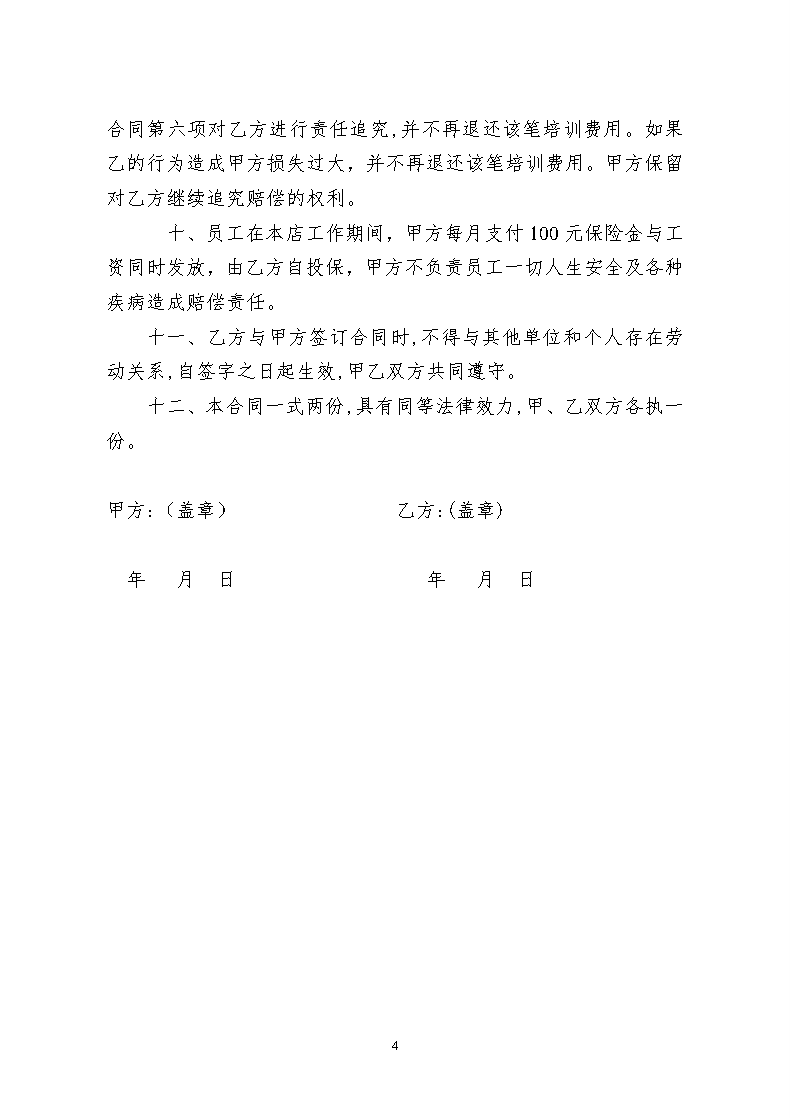 合同第六项对乙方进行责任追究,并不再退还该笔培训费用。如果
乙的行为造成甲方损失过大，并不再退还该笔培训费用。甲方保留
对乙方继续追究赔偿的权利。
十、员工在本店工作期间，甲方每月支付 100 元保险金与工
资同时发放，由乙方自投保，甲方不负责员工一切人生安全及各种
疾病造成赔偿责任。
十一、乙方与甲方签订合同时,不得与其他单位和个人存在劳
动关系,自签字之日起生效,甲乙双方共同遵守。
十二、本合同一式两份,具有同等法律效力,甲、乙双方各执一
份。
甲方:（盖章） 乙方:(盖章)
年 月 日 年 月 日
4